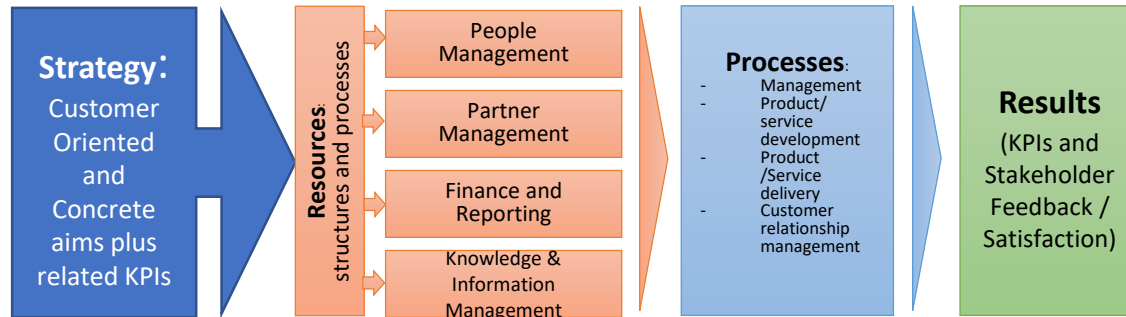 Strategy:
Customer
Oriented
and
Concrete
aims plus
related KPIs
Resources:
structures and processes
People
Management
Partner
Management
Finance and
Reporting
Knowledge &
Information
Management
Processes:
- Management
- Product/
service
development
- Product
/Service
delivery
- Customer
relationship
management
Results
(KPIs and
Stakeholder
Feedback /
Satisfaction)